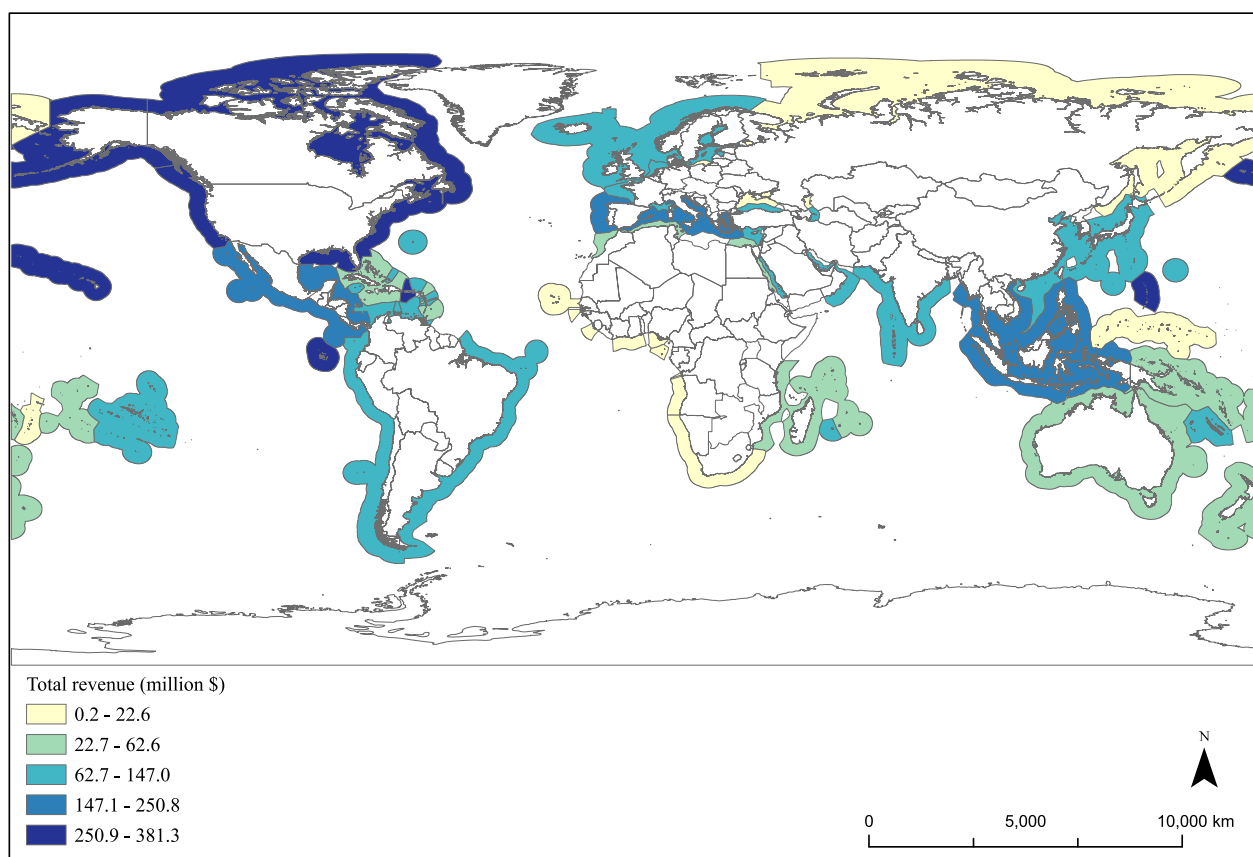 Total revenue (million $)
0.2 - 22.6
22.7 - 62.6
62.7 - 147.0
147.1 - 250.8
250.9 - 381.3
N
0 5,000 10,000 km